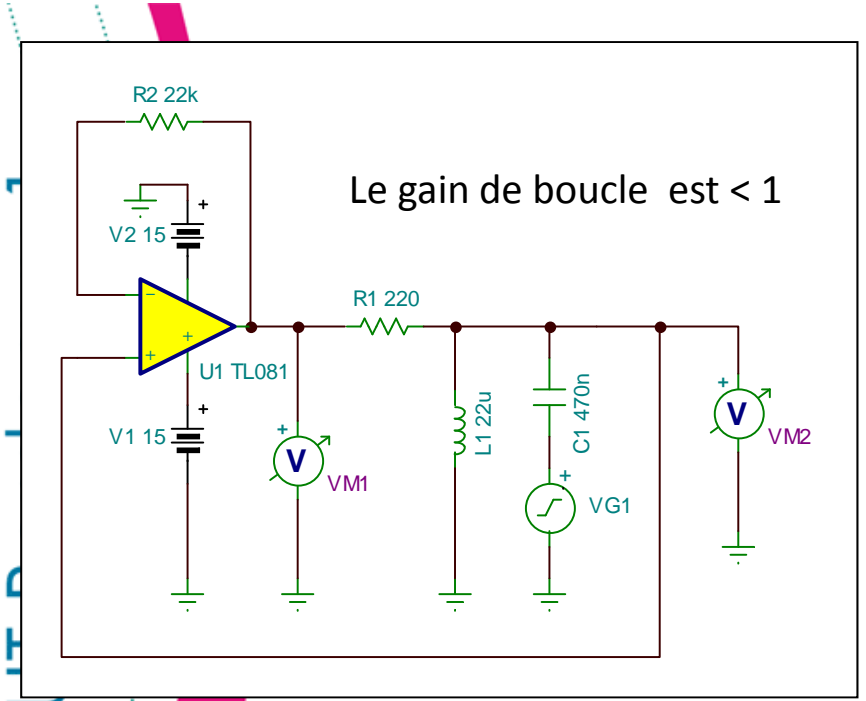 R2 22k
Le gain de boucle est < 1
+
V2 15
−
+
+
U1 TL081
R1 220
+
V1 15
+
V
VM1
L1 22u
C1 470n
+
VG1
+
V
VM2